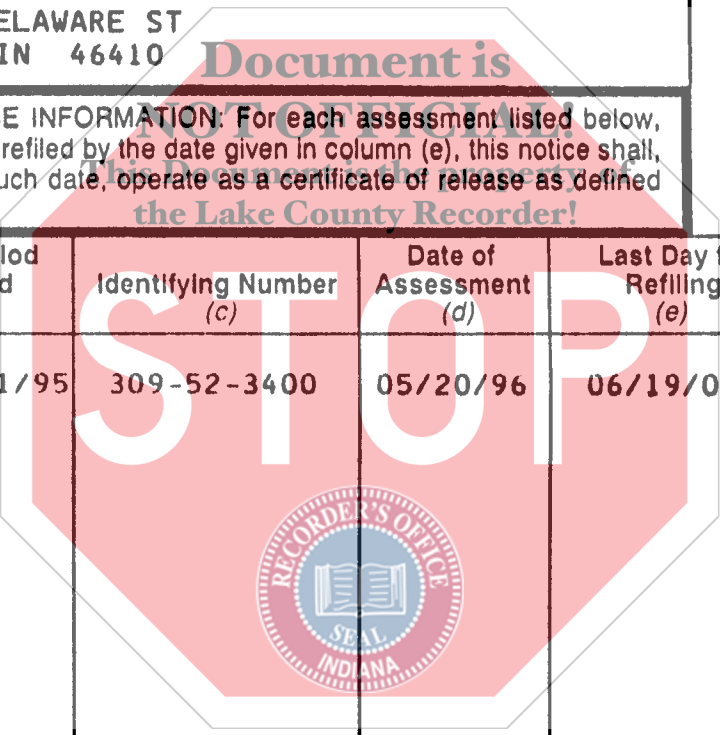 ELAWARE ST
IN 46410
Document is
E INFORMATION: For each assessment listed below,
NOT OFFICIAL!
refiled by the date given in column (e), this notice shall,
This Document is the property of
uch date, operate as a certificate of release as defined
the Lake County Recorder!
iod
d
Identifying Number
(c)
Date of
Assessment
(d)
Last Day f
Refiling
(e)
1/95 309-52-3400 05/20/96 06/19/0
STOP
RECORDER'S OFFICE
SEAL
INDIANA